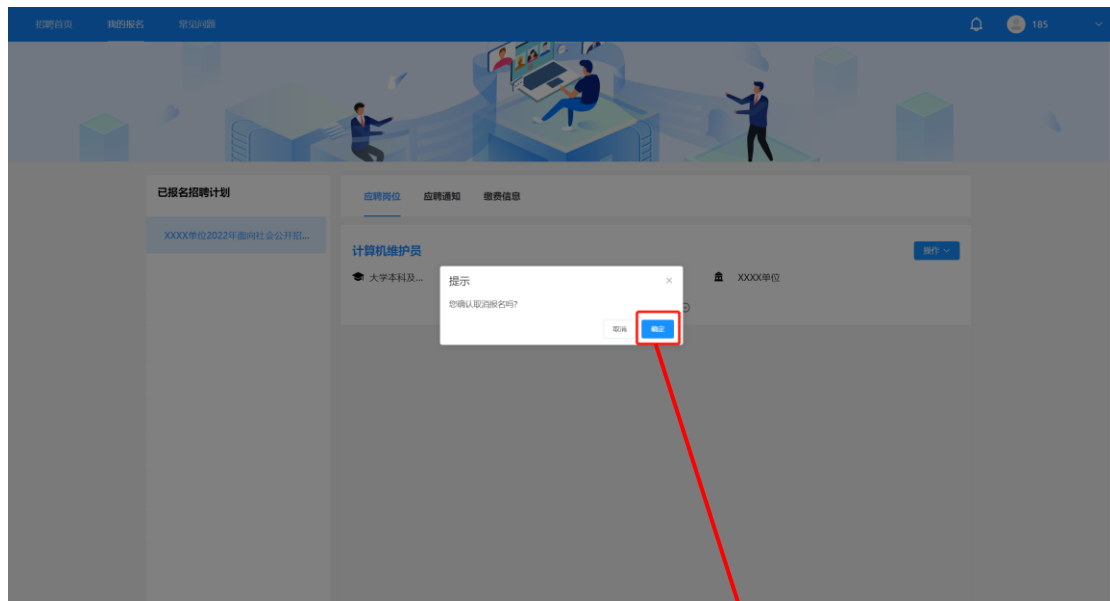 招聘首页 我的报名 常见问题 185
已报名招聘计划 应聘岗位 应聘通知 缴费信息
XXXX单位2022年面向社会公开招...
计算机维护员 操作
大学本科及... XXXX单位
提示
您确认取消报名吗?
取消 确定